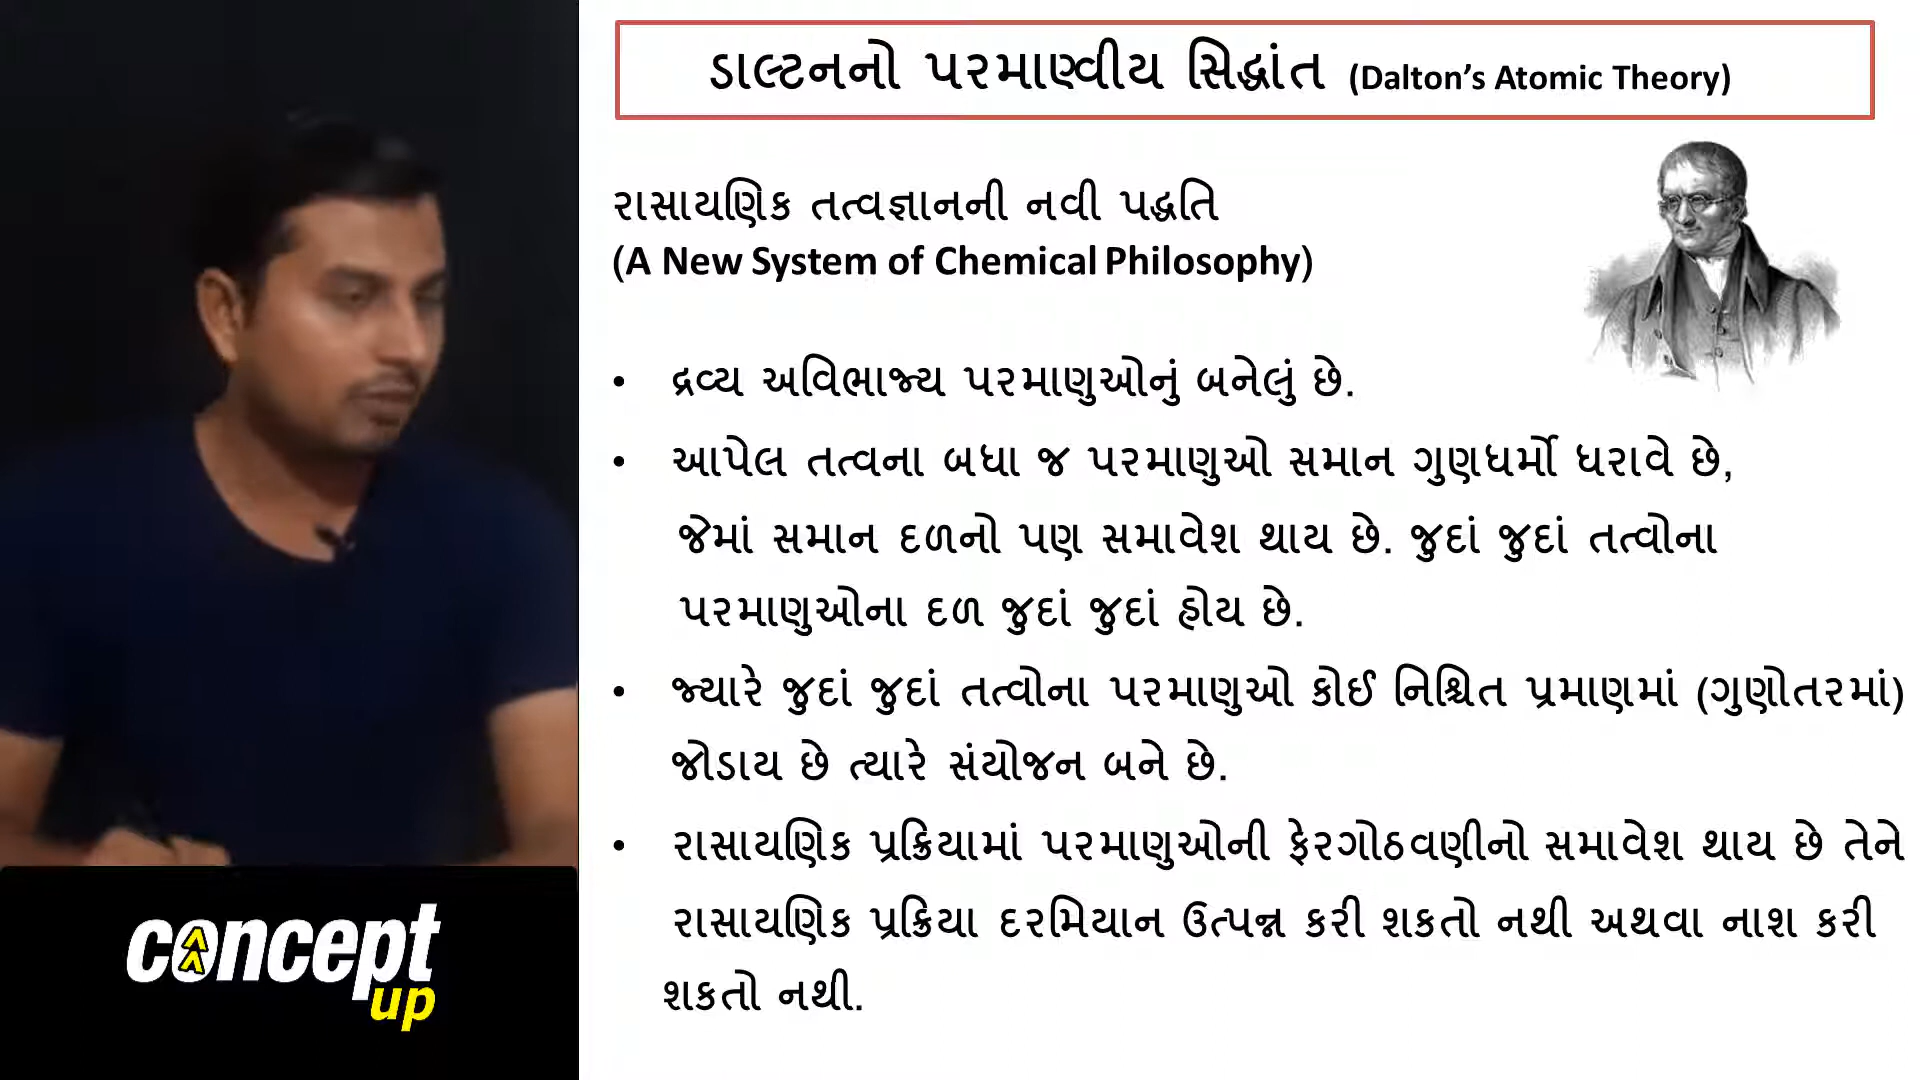 ડાલ્ટનનો પરમાણ્વીય સિદ્ધાંત (Dalton’s Atomic Theory)
રાસાયણિક તત્વજ્ઞાનની નવી પદ્ધતિ
(A New System of Chemical Philosophy)
• દ્રવ્ય અવિભાજ્ય પરમાણુઓનું બનેલું છે.
• આપેલ તત્વના બધા જ પરમાણુઓ સમાન ગુણધર્મો ધરાવે છે,
જેમાં સમાન દળનો પણ સમાવેશ થાય છે. જુદાં જુદાં તત્વોના
પરમાણુઓના દળ જુદાં જુદાં હોય છે.
• જ્યારે જુદાં જુદાં તત્વોના પરમાણુઓ કોઈ નિશ્ચિત પ્રમાણમાં (ગુણોતરમાં)
જોડાય છે ત્યારે સંયોજન બને છે.
• રાસાયણિક પ્રક્રિયામાં પરમાણુઓની ફેરગોઠવણીનો સમાવેશ થાય છે તેને
રાસાયણિક પ્રક્રિયા દરમિયાન ઉત્પન્ન કરી શકતો નથી અથવા નાશ કરી
શકતો નથી.
concept
up